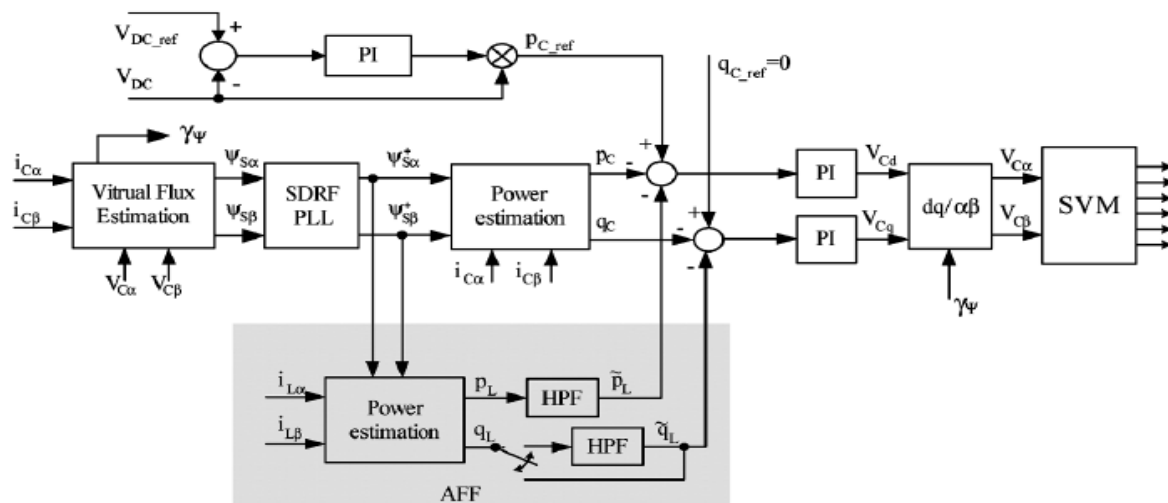 V_DC_ref
+
PI
p_C_ref
V_DC
-
q_C_ref=0
γ_Ψ
i_Cα
i_Cβ
Vitrual Flux
Estimation
V_Cα
V_Cβ
Ψ_Sα
Ψ_Sβ
SDRF
PLL
Ψ⁺_Sα
Ψ⁺_Sβ
Power
estimation
i_Cα
i_Cβ
p_C
q_C
+
-
-
+
-
-
PI
PI
V_Cd
V_Cq
dq/αβ
γ_Ψ
V_Cα
V_Cβ
SVM
i_Lα
i_Lβ
Power
estimation
p_L
q_L
HPF
p̃_L
HPF
q̃_L
AFF